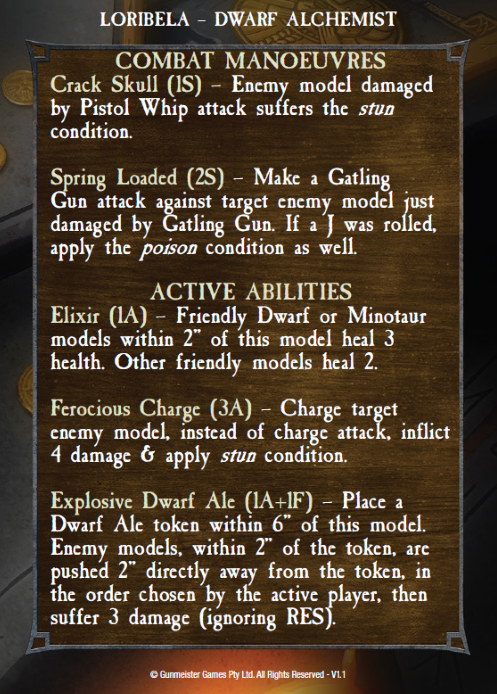 LORIBELA – DWARF ALCHEMIST
COMBAT MANOEUVRES
Crack Skull (1S) – Enemy model damaged
by Pistol Whip attack suffers the stun
condition.
Spring Loaded (2S) – Make a Gatling
Gun attack against target enemy model just
damaged by Gatling Gun. If a J was rolled,
apply the poison condition as well.
ACTIVE ABILITIES
Elixir (1A) – Friendly Dwarf or Minotaur
models within 2” of this model heal 3
health. Other friendly models heal 2.
Ferocious Charge (3A) – Charge target
enemy model, instead of charge attack, inflict
4 damage & apply stun condition.
Explosive Dwarf Ale (1A+1F) – Place a
Dwarf Ale token within 6” of this model.
Enemy models, within 2” of the token, are
pushed 2” directly away from the token, in
the order chosen by the active player, then
suffer 3 damage (ignoring RES).
© Gunmeister Games Pty Ltd. All Rights Reserved - V1.1